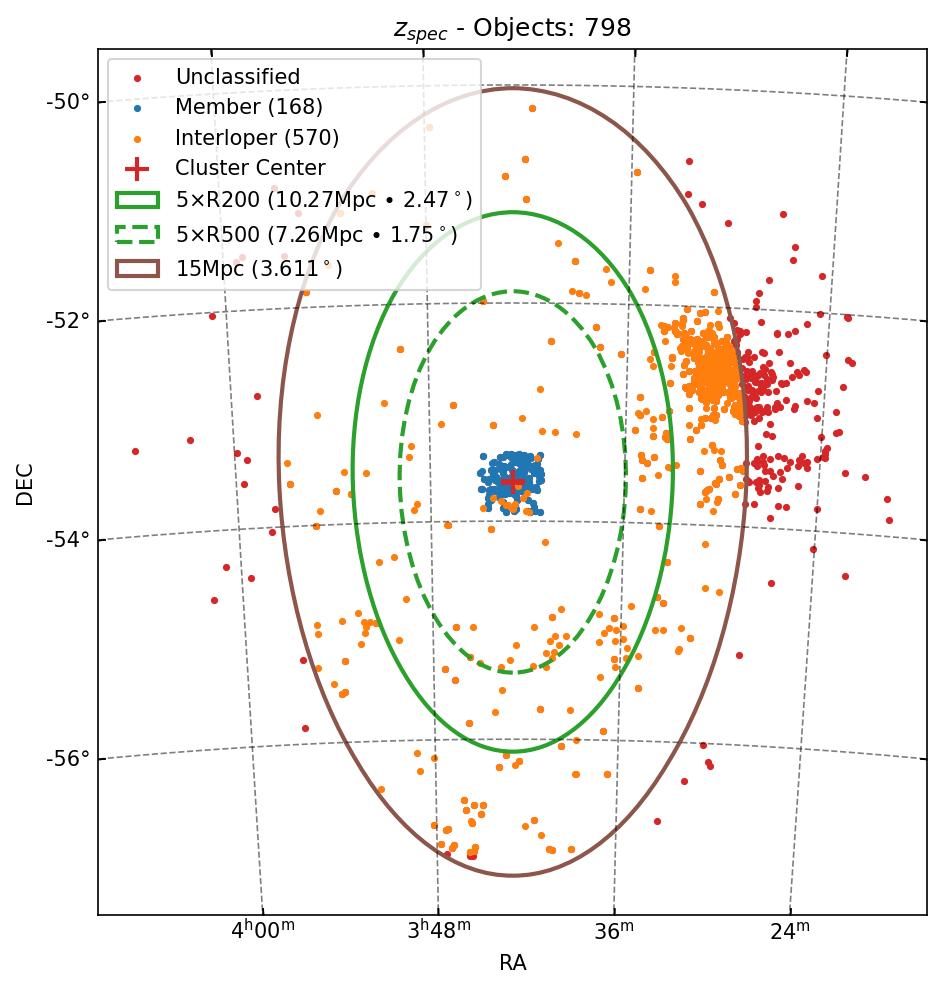 z_spec - Objects: 798
Unclassified
Member (168)
Interloper (570)
Cluster Center
5×R200 (10.27Mpc • 2.47°)
5×R500 (7.26Mpc • 1.75°)
15Mpc (3.611°)
-50°
-52°
-54°
-56°
DEC
4ʰ00ᵐ 3ʰ48ᵐ 36ᵐ 24ᵐ
RA